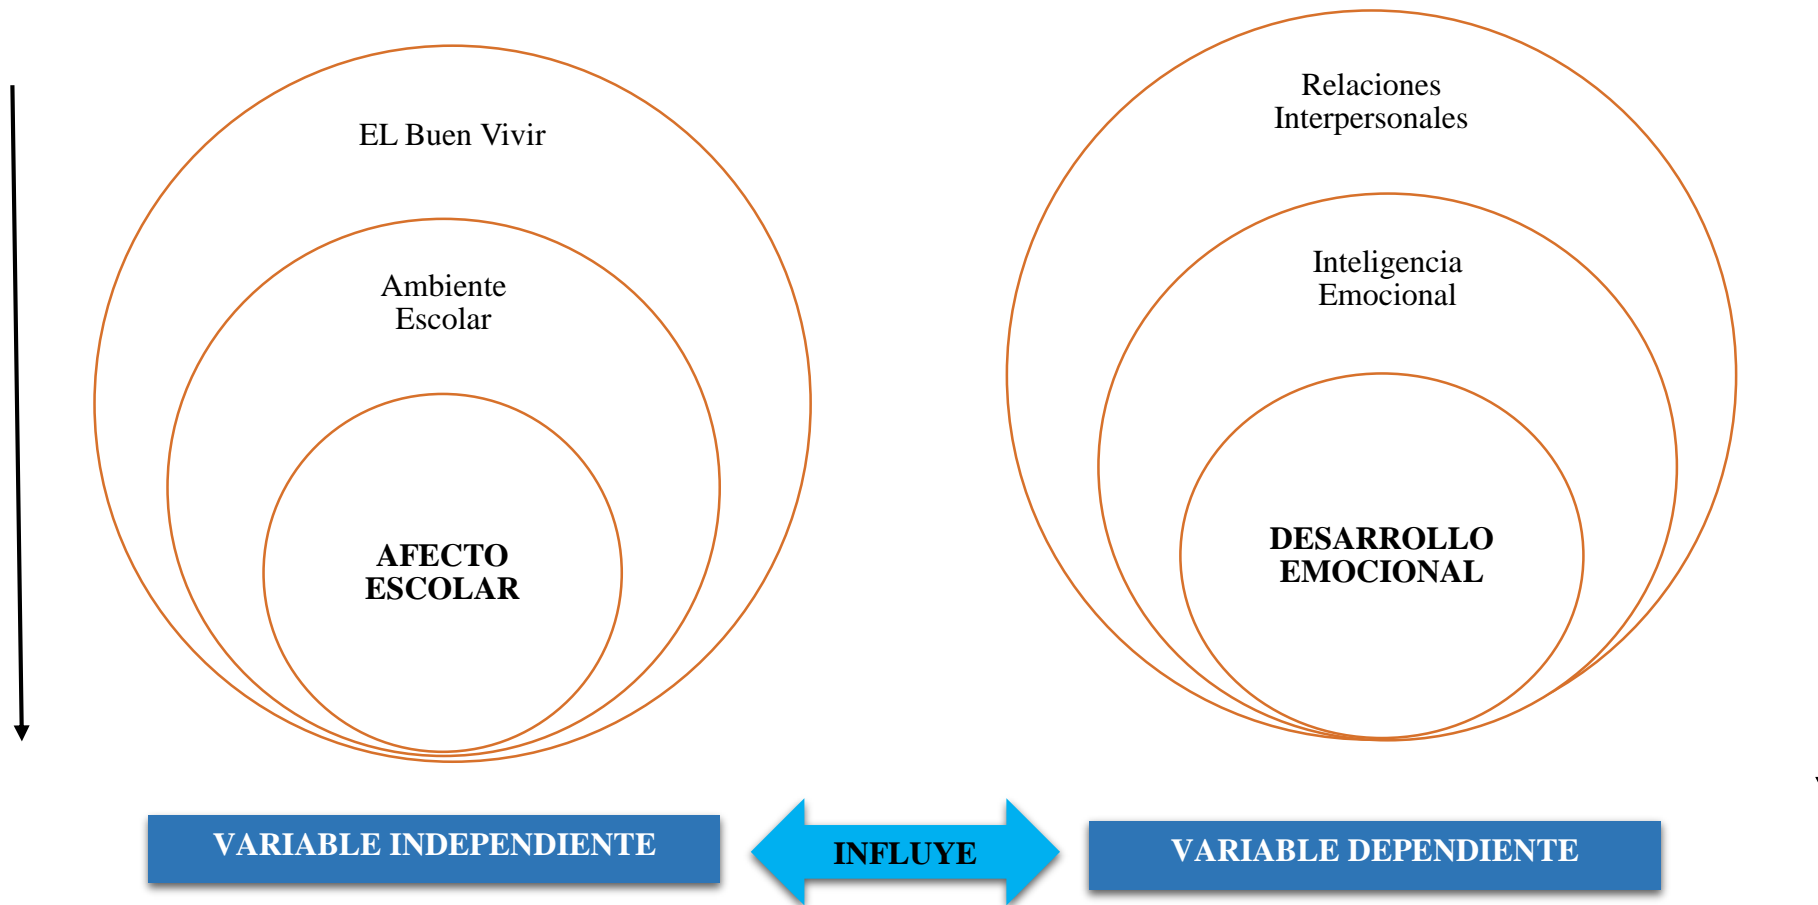 EL Buen Vivir
Ambiente
Escolar
AFECTO
ESCOLAR
Relaciones
Interpersonales
Inteligencia
Emocional
DESARROLLO
EMOCIONAL
VARIABLE INDEPENDIENTE
INFLUYE
VARIABLE DEPENDIENTE